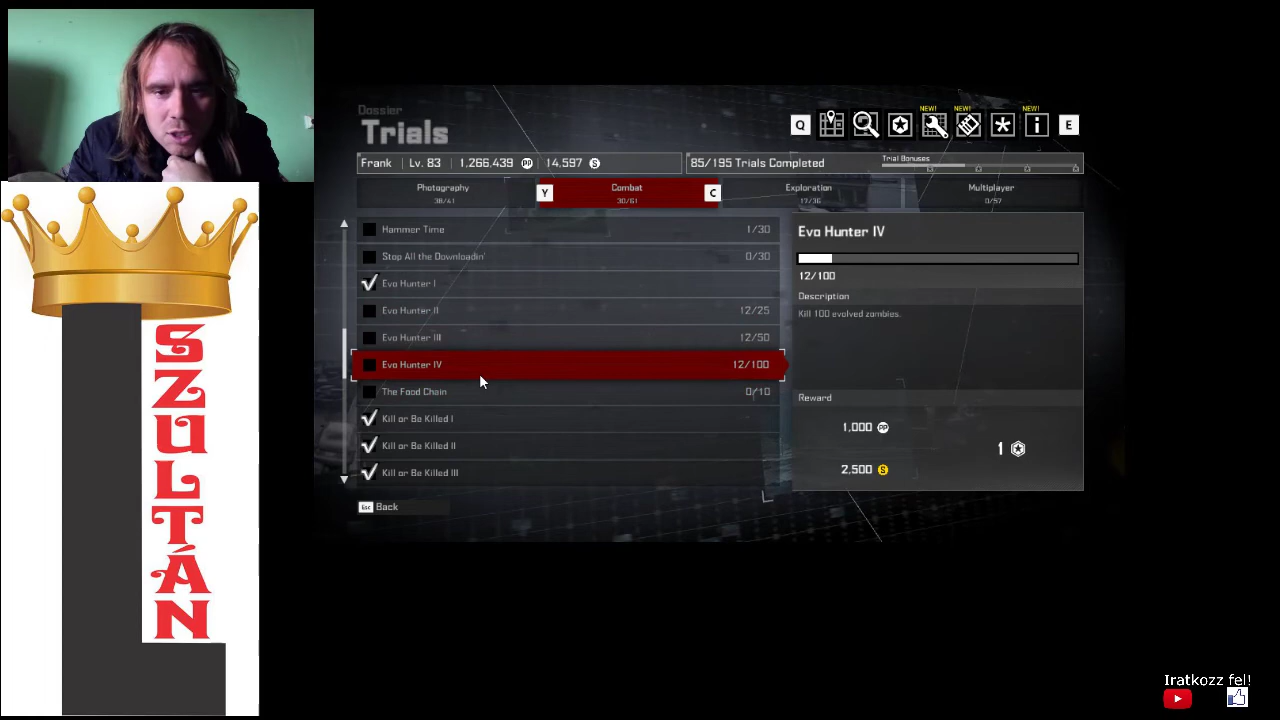 SZULTÁN
Dossier
Trials
Q
NEW!
NEW!
NEW!
E
Frank Lv. 83 1,266,439 PP 14,597 S
85/195 Trials Completed
Trial Bonuses
Photography
38/41
Y
Combat
30/61
C
Exploration
17/36
Multiplayer
0/57
Hammer Time 1/30
Stop All the Downloadin' 0/30
Evo Hunter I
Evo Hunter II 12/25
Evo Hunter III 12/50
Evo Hunter IV 12/100
The Food Chain 0/10
Kill or Be Killed I
Kill or Be Killed II
Kill or Be Killed III
Evo Hunter IV
12/100
Description
Kill 100 evolved zombies.
Reward
1,000 PP
1
2,500 S
Esc Back
Iratkozz fel!